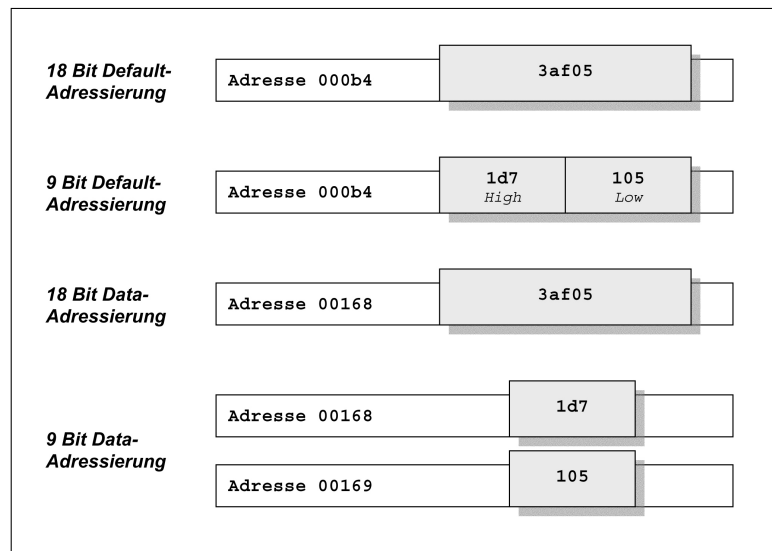 18 Bit Default-
Adressierung
Adresse 000b4
3af05
9 Bit Default-
Adressierung
Adresse 000b4
1d7
High
105
Low
18 Bit Data-
Adressierung
Adresse 00168
3af05
9 Bit Data-
Adressierung
Adresse 00168
1d7
Adresse 00169
105